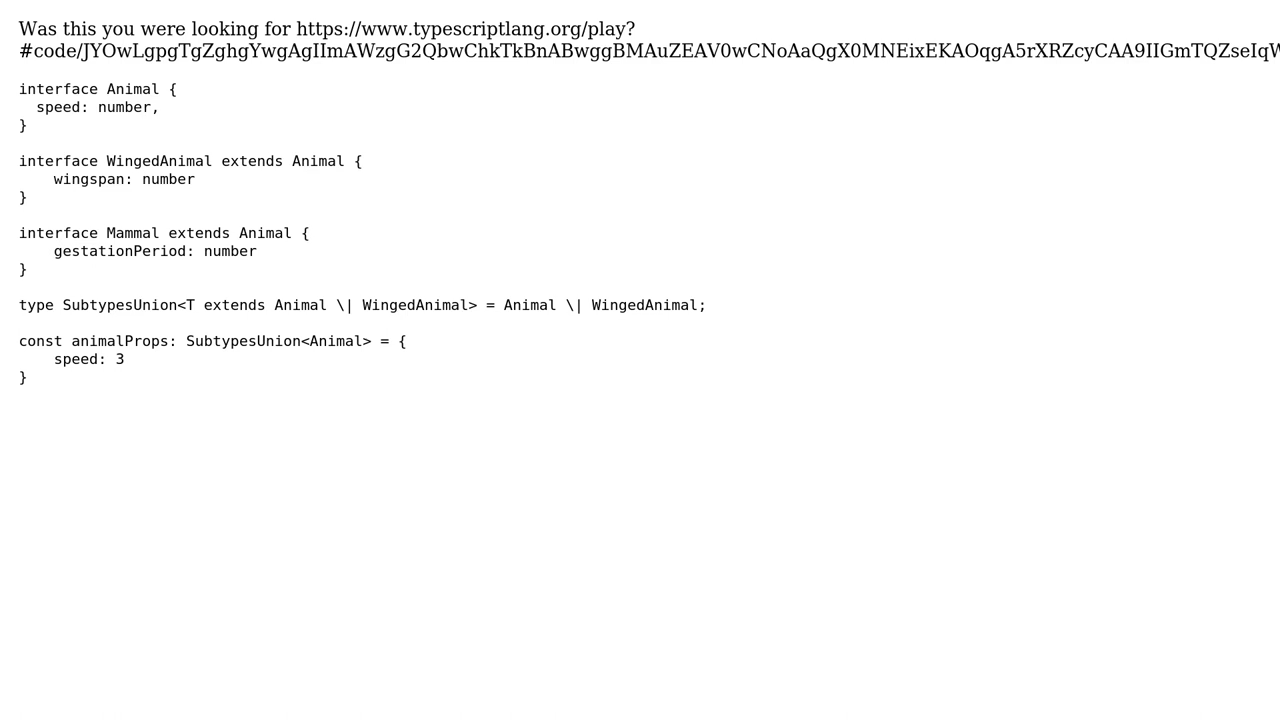 Was this you were looking for https://www.typescriptlang.org/play?
#code/JYOwLgpgTgZghgYwgAgIImAWzgG2QbwChkTkBnABwggBMAuZEAV0wCNoAaQgX0MNEixEKAOqgA5rXRZcyCAA9IIGmTQZseIqW
interface Animal {
  speed: number,
}
interface WingedAnimal extends Animal {
    wingspan: number
}
interface Mammal extends Animal {
    gestationPeriod: number
}
type SubtypesUnion<T extends Animal \| WingedAnimal> = Animal \| WingedAnimal;
const animalProps: SubtypesUnion<Animal> = {
    speed: 3
}